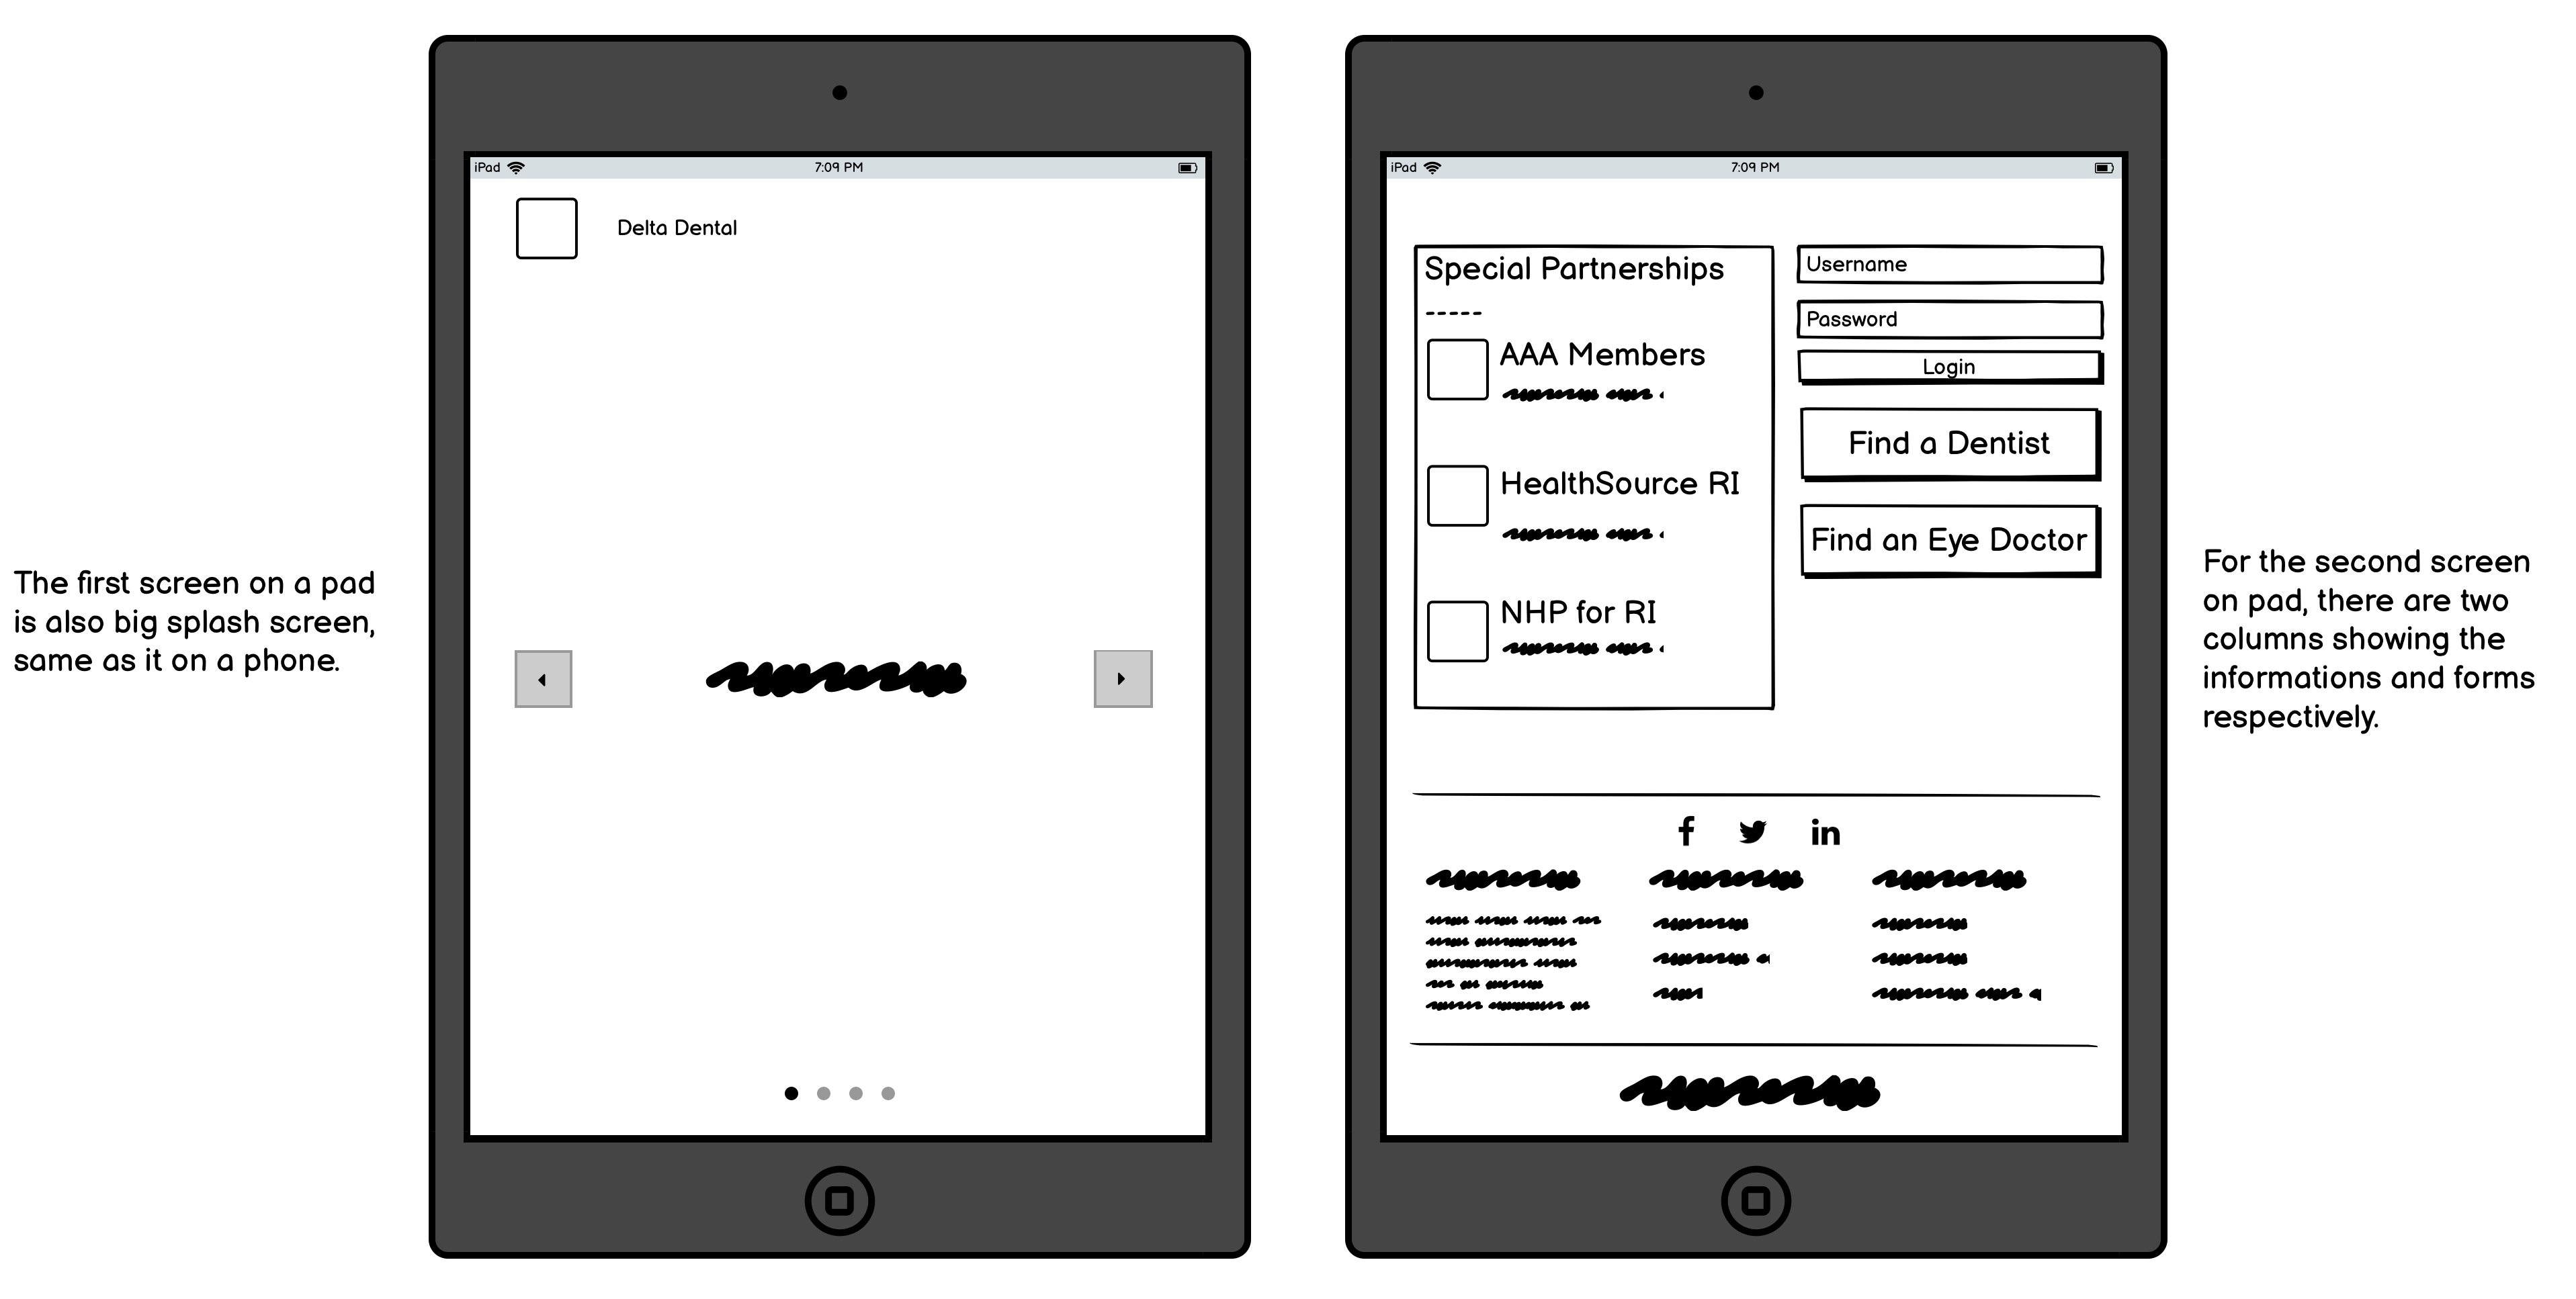 The first screen on a pad
is also big splash screen,
same as it on a phone.
iPad
7:09 PM
Delta Dental
iPad
7:09 PM
Special Partnerships
-----
AAA Members
HealthSource RI
NHP for RI
Username
Password
Login
Find a Dentist
Find an Eye Doctor
For the second screen
on pad, there are two
columns showing the
informations and forms
respectively.